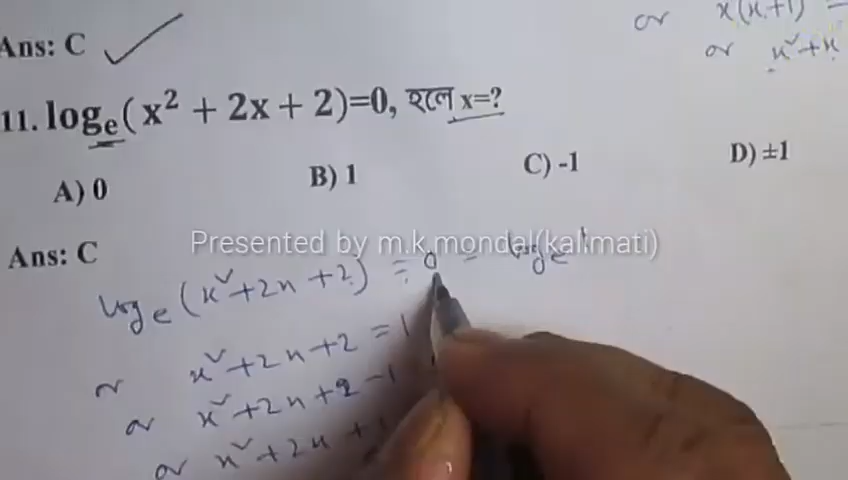 or x(x+1) =
Ans: C ✓
or x²+x
11. logₑ(x² + 2x + 2)=0, হলে x=?
A) 0 B) 1 C) -1 D) ±1
Ans: C
Presented by m.k.mondal(kalimati)
logₑ(x²+2x+2) = 0 = logₑ1
or x²+2x+2 = 1
or x²+2x+2-1
or x²+2x+1